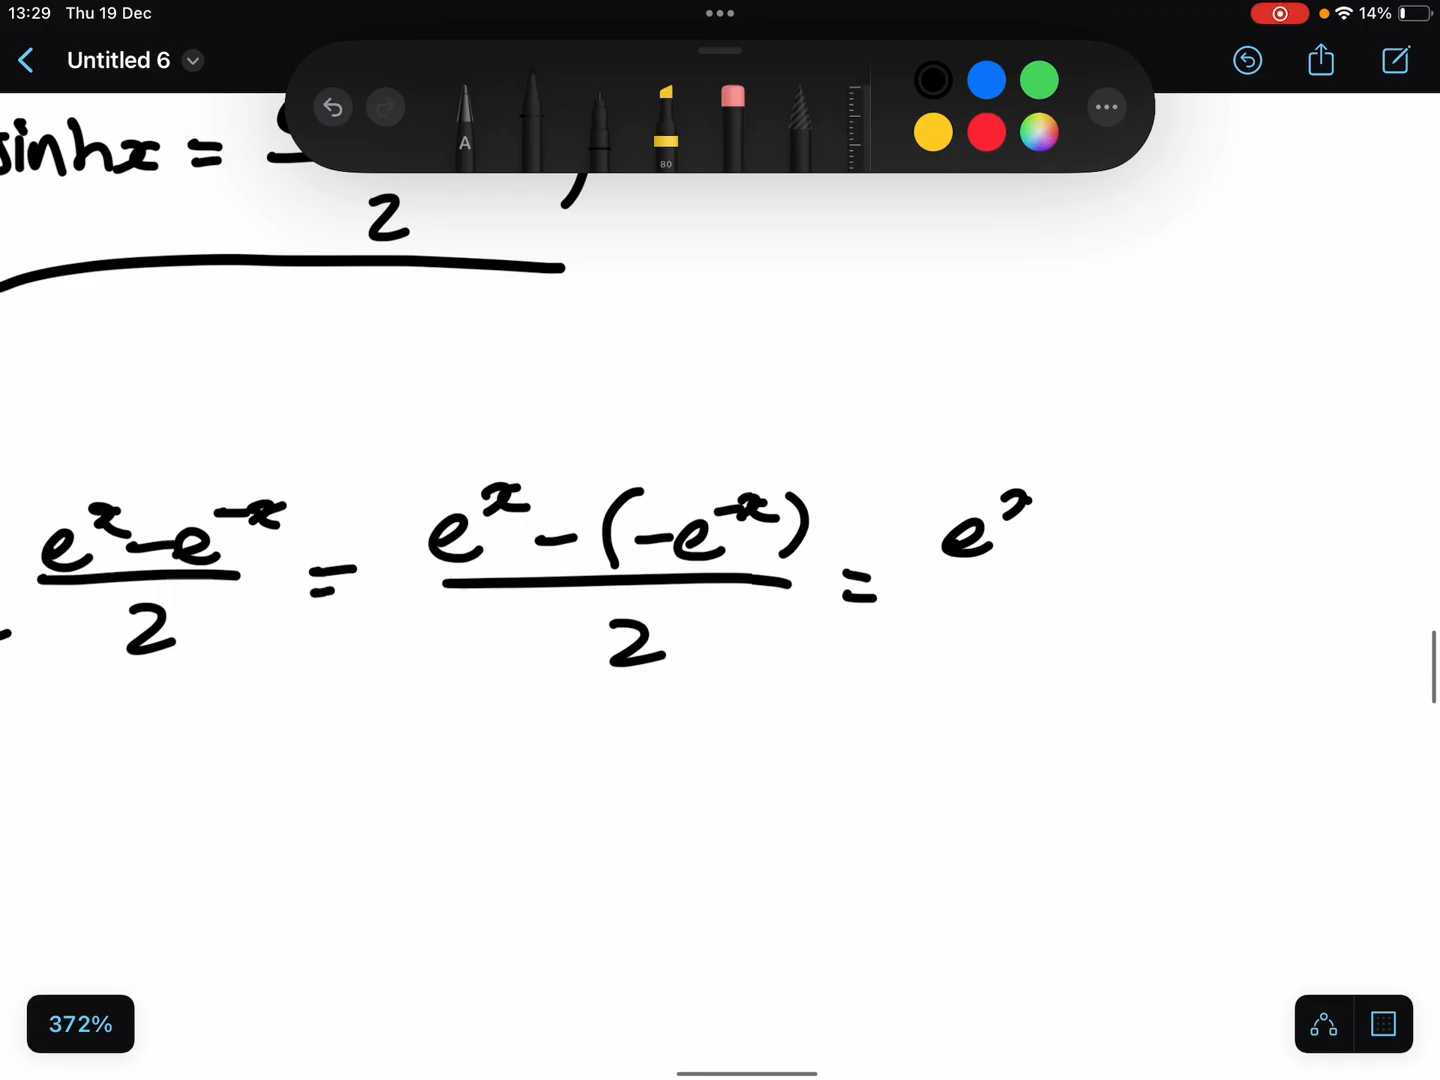 13:29 Thu 19 Dec 14%
Untitled 6
A 80
sinhx =
2
e^x - e^-x / 2 = e^x - (-e^-x) / 2 = e^x
372%